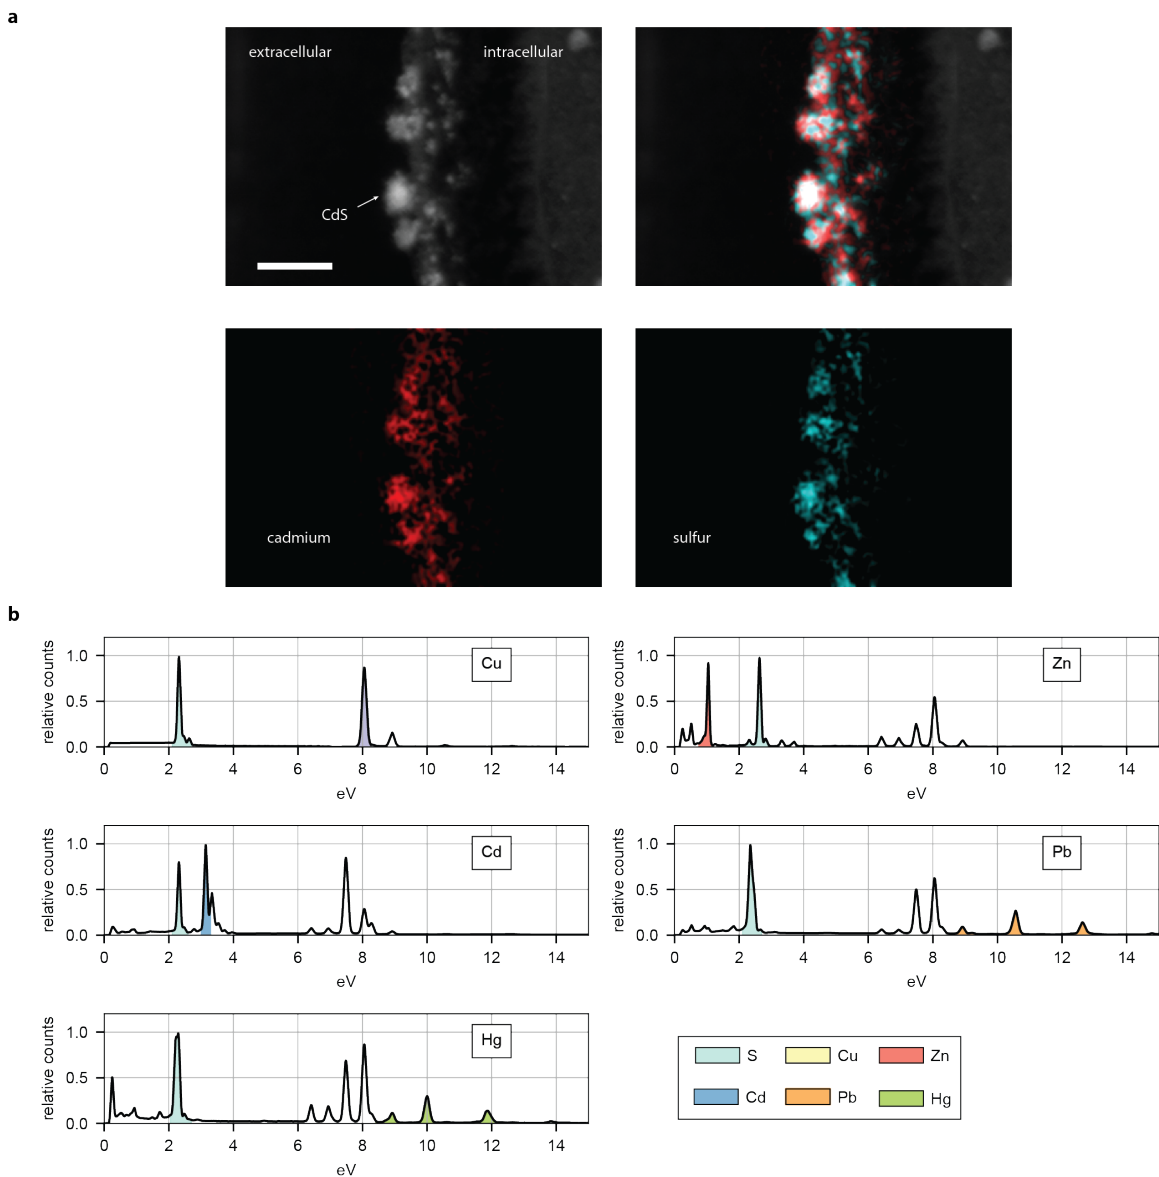 a
extracellular
intracellular
CdS
cadmium
sulfur
b
relative counts
1.0
0.5
0.0
Cu
0 2 4 6 8 10 12 14
eV
relative counts
1.0
0.5
0.0
Zn
0 2 4 6 8 10 12 14
eV
relative counts
1.0
0.5
0.0
Cd
0 2 4 6 8 10 12 14
eV
relative counts
1.0
0.5
0.0
Pb
0 2 4 6 8 10 12 14
eV
relative counts
1.0
0.5
0.0
Hg
0 2 4 6 8 10 12 14
eV
S Cu Zn
Cd Pb Hg